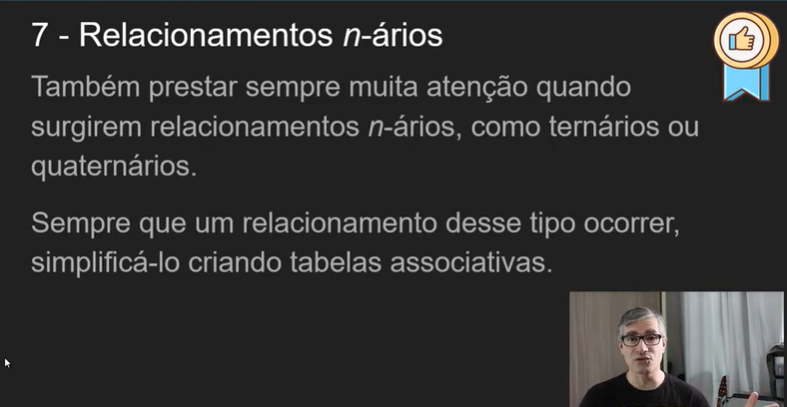 7 - Relacionamentos n-ários
Também prestar sempre muita atenção quando
surgirem relacionamentos n-ários, como ternários ou
quaternários.
Sempre que um relacionamento desse tipo ocorrer,
simplificá-lo criando tabelas associativas.